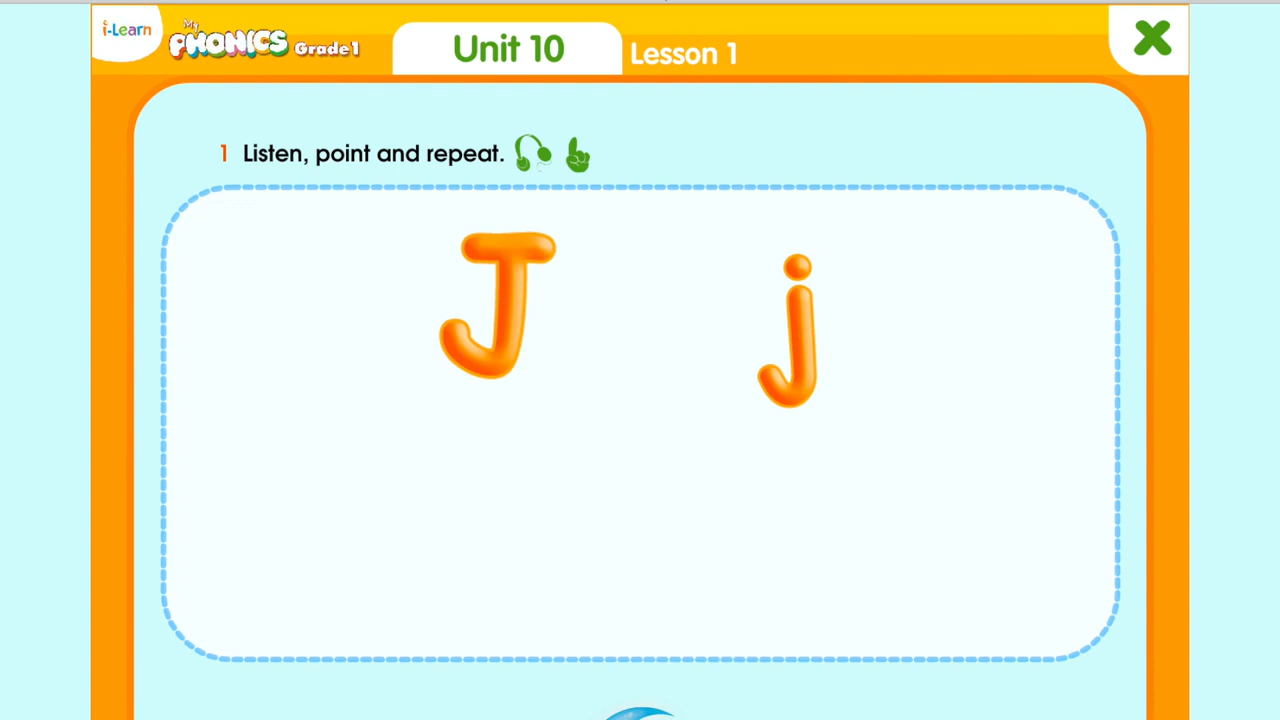 i-Learn
My
PHONICS Grade 1
Unit 10
Lesson 1
1 Listen, point and repeat.
J j